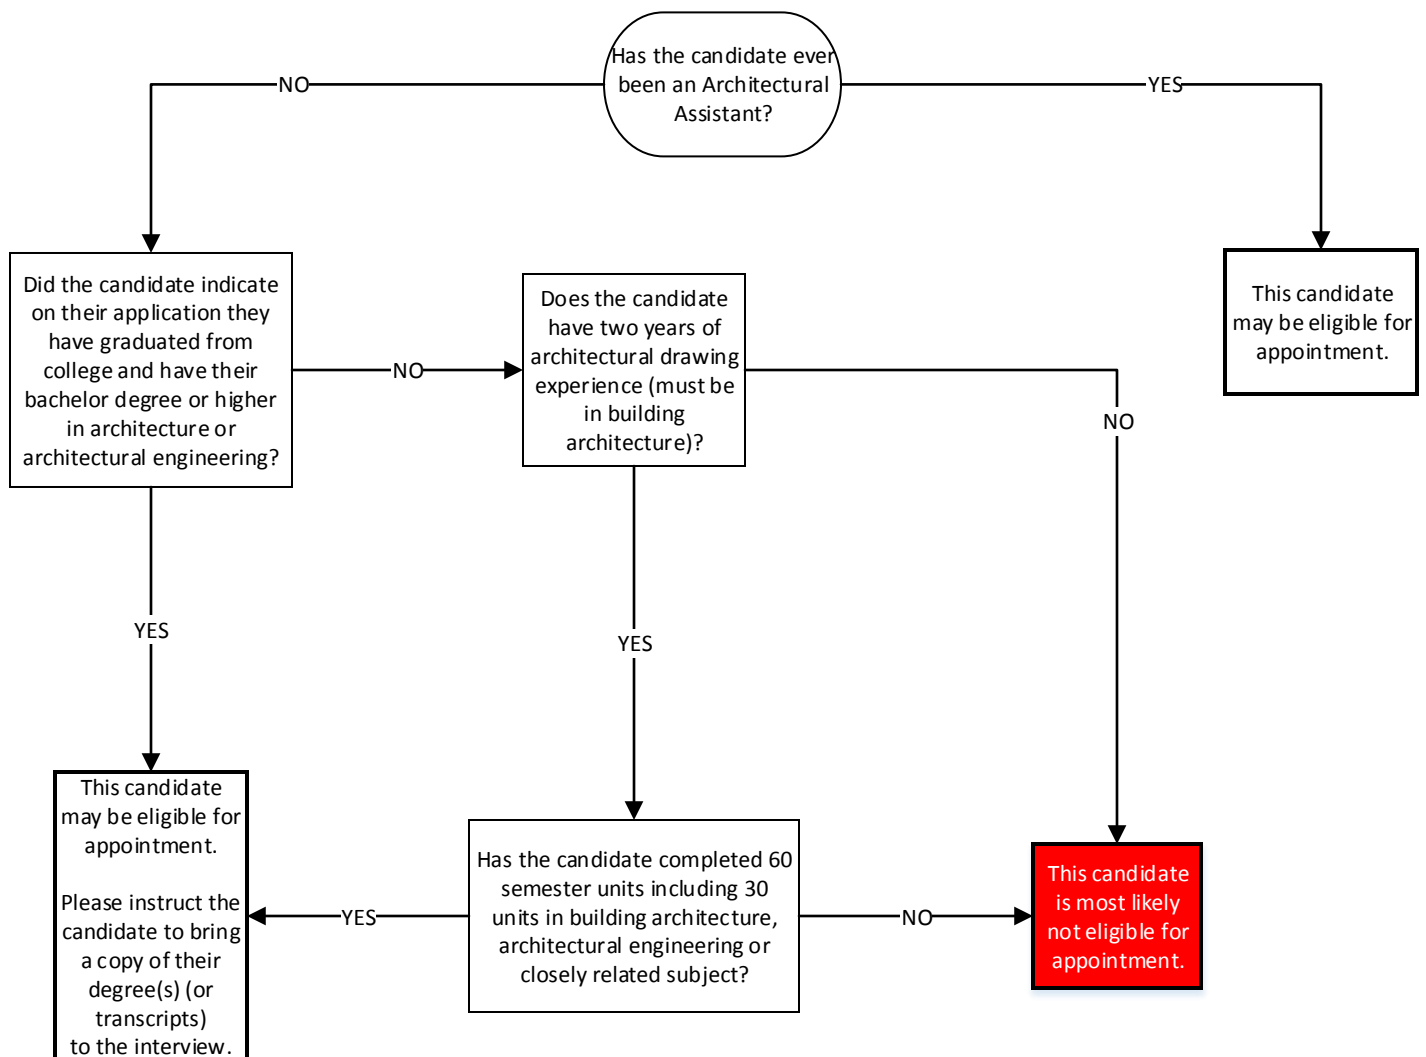 Has the candidate ever
been an Architectural
Assistant?
NO
YES
Did the candidate indicate
on their application they
have graduated from
college and have their
bachelor degree or higher
in architecture or
architectural engineering?
NO
Does the candidate
have two years of
architectural drawing
experience (must be
in building
architecture)?
NO
This candidate
may be eligible for
appointment.
YES
YES
This candidate
may be eligible for
appointment.
Please instruct the
candidate to bring
a copy of their
degree(s) (or
transcripts)
to the interview.
YES
Has the candidate completed 60
semester units including 30
units in building architecture,
architectural engineering or
closely related subject?
NO
This candidate
is most likely
not eligible for
appointment.